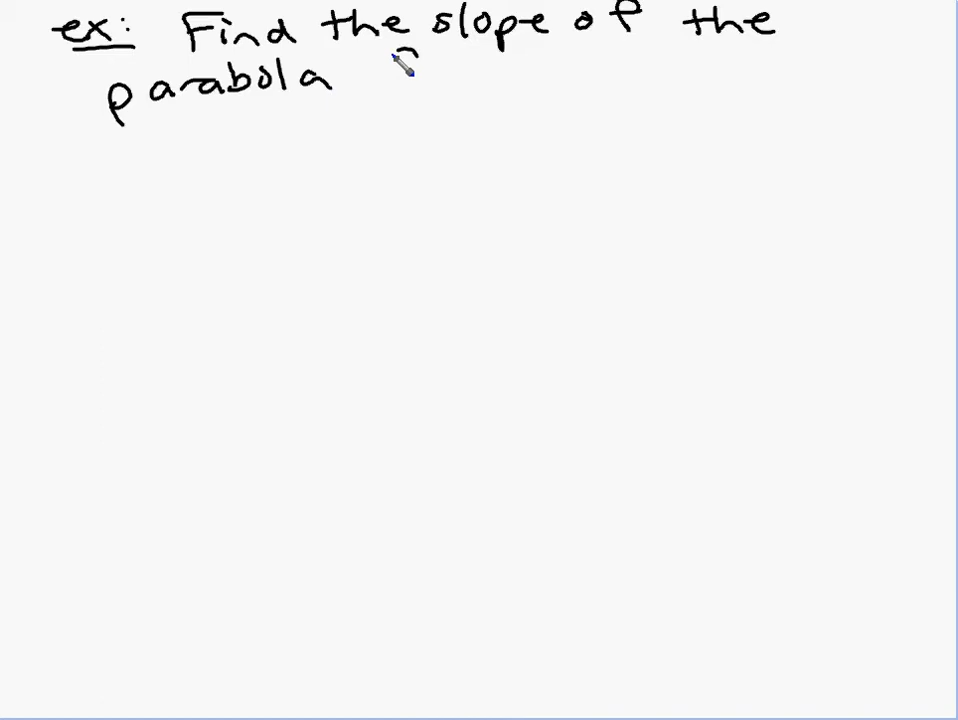 ex: Find the slope of the
parabola